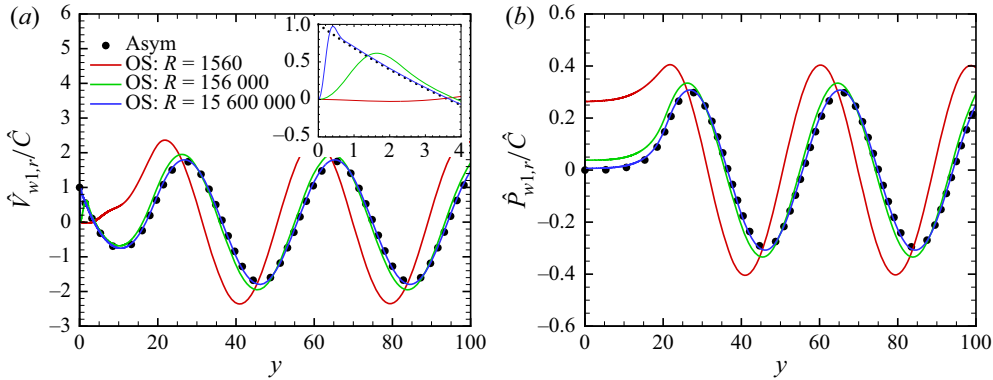 (a)
6
5
4
3
2
1
0
–1
–2
–3
V̂w1,r/Ĉ
Asym
OS: R = 1560
OS: R = 156 000
OS: R = 15 600 000
1.0
0.5
0
–0.5
0 1 2 3 4
0 20 40 60 80 100
y
(b)
0.6
0.4
0.2
0
–0.2
–0.4
–0.6
P̂w1,r/Ĉ
0 20 40 60 80 100
y